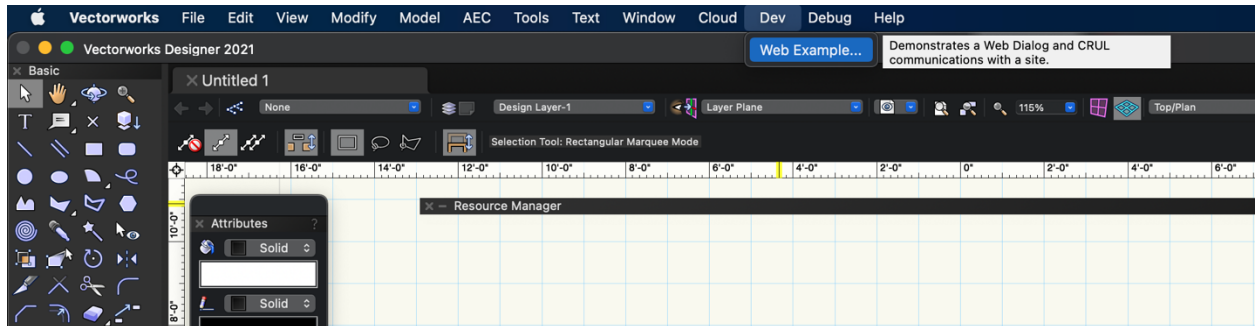 Vectorworks File Edit View Modify Model AEC Tools Text Window Cloud Dev Debug Help
Vectorworks Designer 2021
Web Example...
Demonstrates a Web Dialog and CRUL
communications with a site.
Basic
Untitled 1
None Design Layer-1 Layer Plane 115% Top/Plan
Selection Tool: Rectangular Marquee Mode
18'-0" 16'-0" 14'-0" 12'-0" 10'-0" 8'-0" 6'-0" 4'-0" 0" 2'-0" 4'-0" 6'-0"
Resource Manager
Attributes ?
10'-0"
Solid
Solid
8'-0"